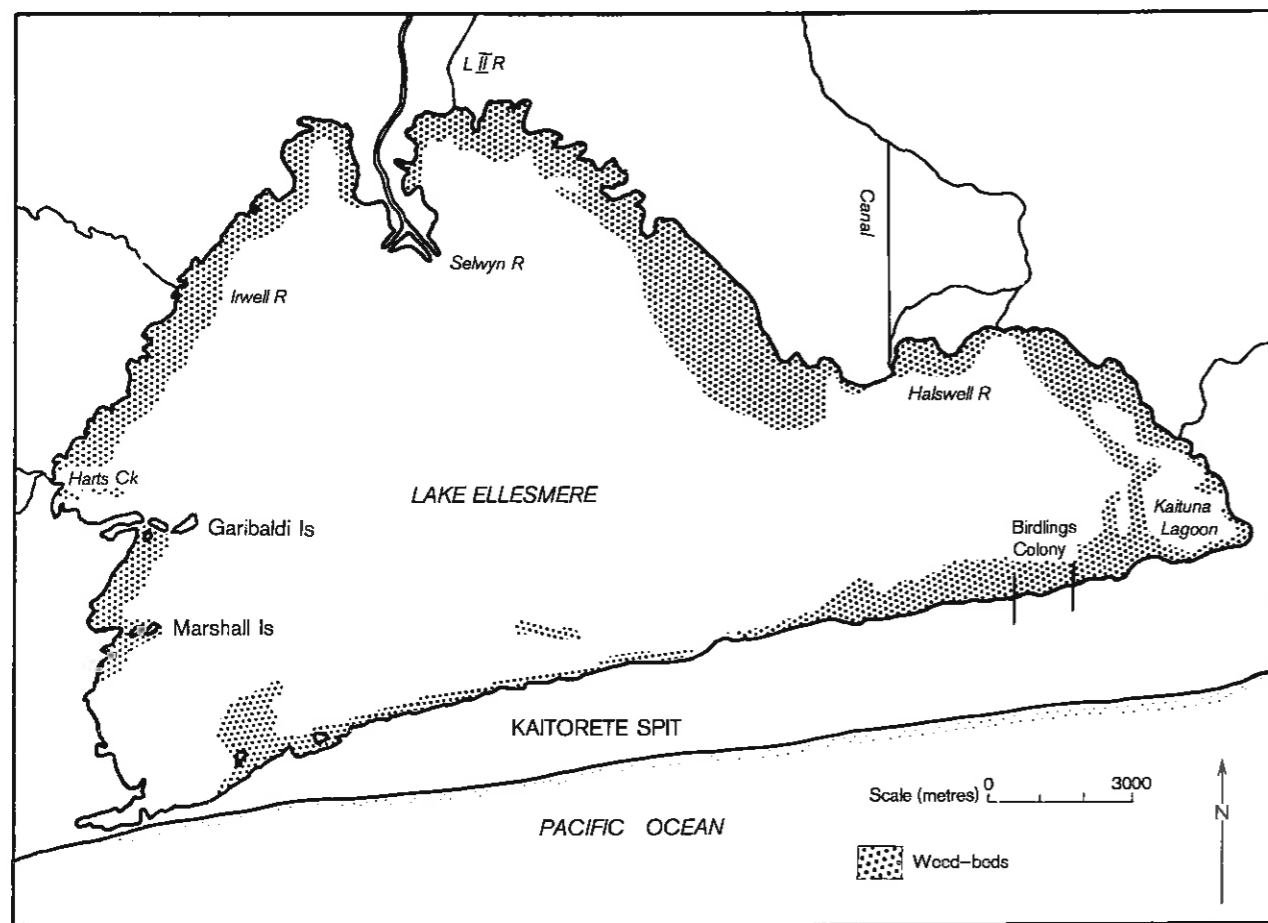 L II R
Canal
Selwyn R
Irwell R
Halswell R
Harts Ck
LAKE ELLESMERE
Garibaldi Is
Kaituna
Lagoon
Birdlings
Colony
Marshall Is
KAITORETE SPIT
Scale (metres) 0 3000
N
PACIFIC OCEAN
Weed-beds